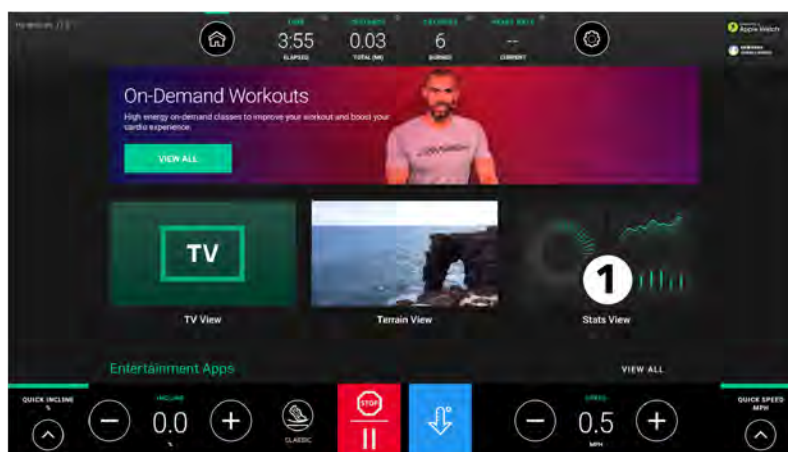 TIME
3:55
ELAPSED
DISTANCE
0.03
TOTAL (MI)
CALORIES
6
BURNED
HEART RATE
--
CURRENT
Apple Watch
On-Demand Workouts
High energy on-demand classes to improve your workout and boost your
cardio experience.
VIEW ALL
TV
TV View
Terrain View
1
Stats View
Entertainment Apps
VIEW ALL
QUICK INCLINE
%
INCLINE
0.0
%
CLASSIC
STOP
SPEED
0.5
MPH
QUICK SPEED
MPH